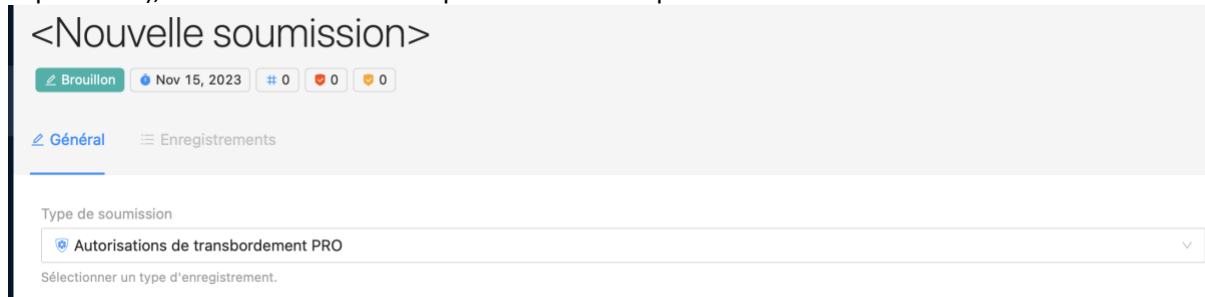 <Nouvelle soumission>
Brouillon Nov 15, 2023 # 0 0 0
Général Enregistrements
Type de soumission
Autorisations de transbordement PRO
Sélectionner un type d'enregistrement.